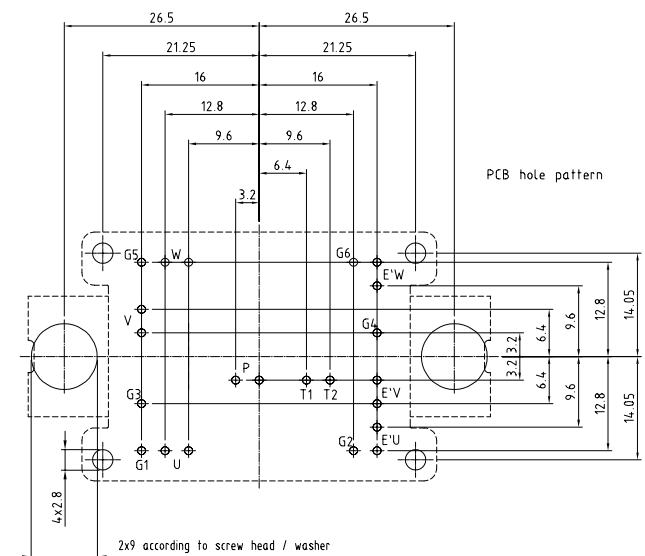 26.5 26.5
21.25 21.25
16 16
12.8 12.8
9.6 9.6
6.4
3.2
PCB hole pattern
G5 W G6
E'W
V G4
P
T1 T2 E'V
G3
G2 E'U
G1 U
3.2
3.2
6.4
6.4
9.6
9.6
12.8
12.8
14.05
14.05
4x2.8
2x9 according to screw head / washer